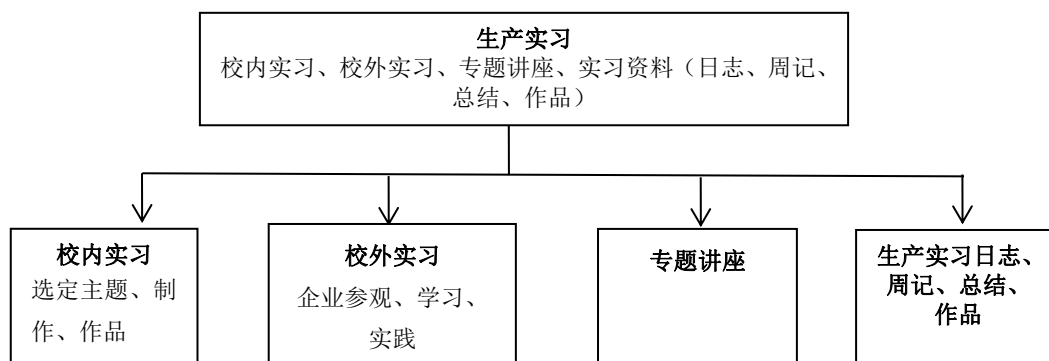 生产实习
校内实习、校外实习、专题讲座、实习资料（日志、周记、
总结、作品）
校内实习
选定主题、制
作、作品
校外实习
企业参观、学习、
实践
专题讲座
生产实习日志、
周记、总结、
作品